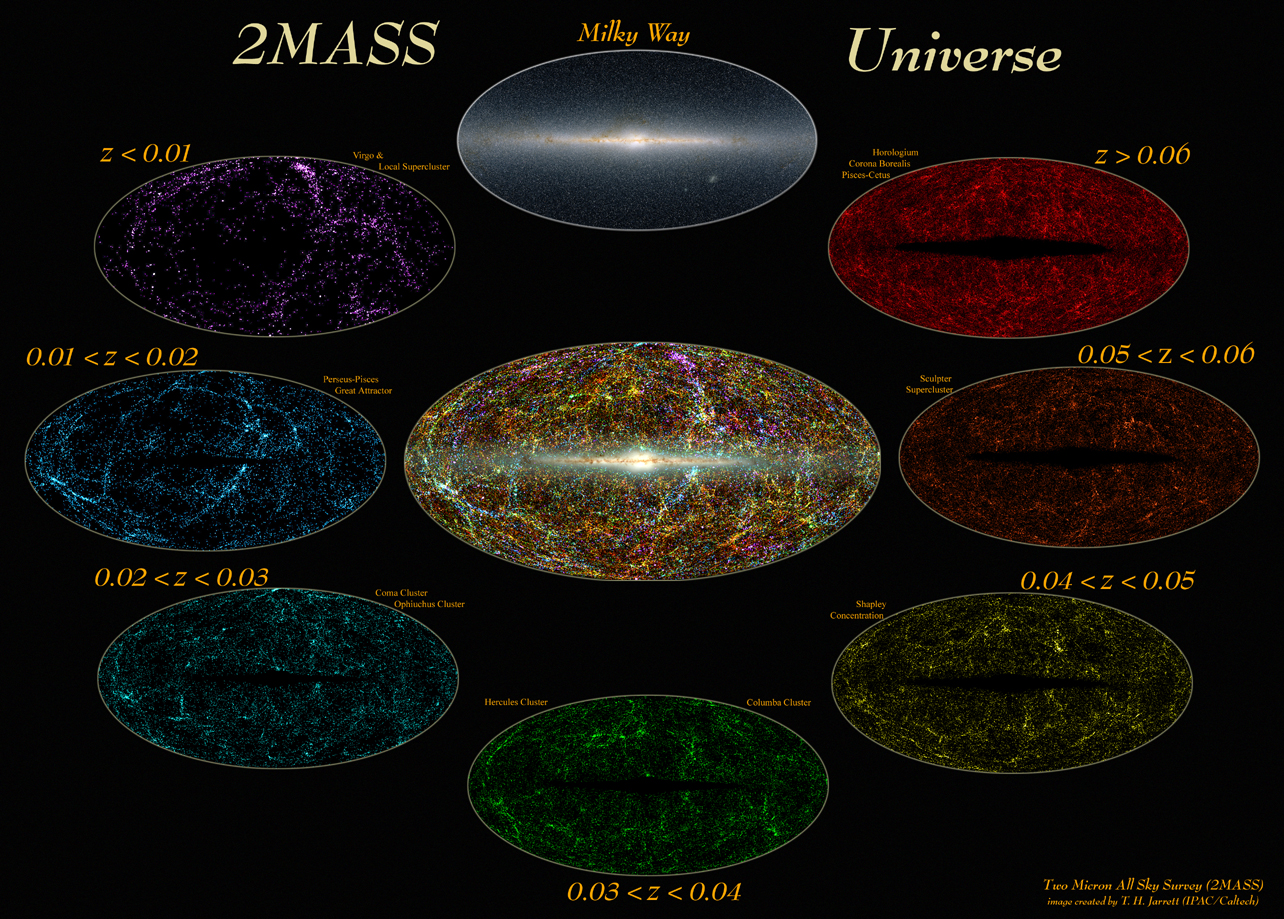 2MASS
Universe
Milky Way
z < 0.01
Virgo &
Local Supercluster
Horologium
Corona Borealis
Pisces-Cetus
z > 0.06
0.01 < z < 0.02
Perseus-Pisces
Great Attractor
Sculpter
Supercluster
0.05 < z < 0.06
0.02 < z < 0.03
Coma Cluster
Ophiuchus Cluster
Shapley
Concentration
0.04 < z < 0.05
Hercules Cluster
Columba Cluster
0.03 < z < 0.04
Two Micron All Sky Survey (2MASS)
image created by T. H. Jarrett (IPAC/Caltech)